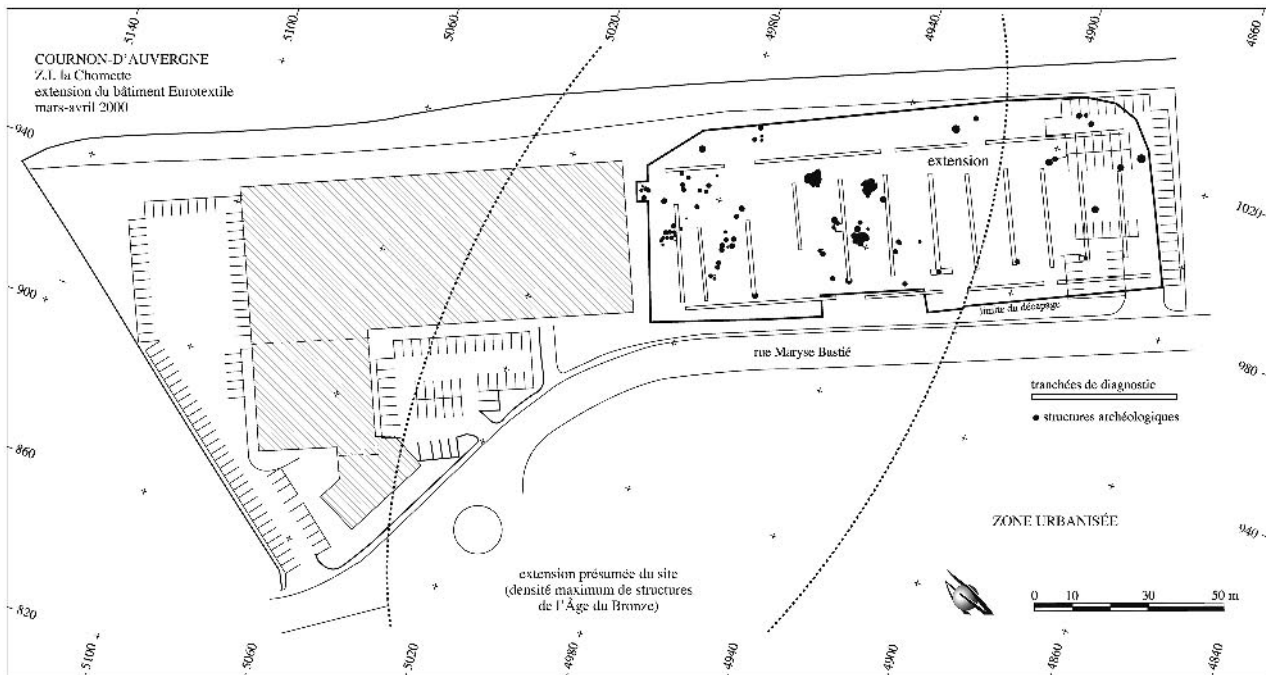 5140
5100
5060
5020
4980
4940
4900
4860
COURNON-D'AUVERGNE
Z.I. la Chomette
extension du bâtiment Eurotextile
mars-avril 2000
940
extension
1020
900
limite du décapage
rue Maryse Bastié
980
tranchées de diagnostic
structures archéologiques
860
ZONE URBANISÉE
940
extension présumée du site
(densité maximum de structures
de l'Âge du Bronze)
820
0 10 20 30 50 m
5100
5060
5020
4980
4940
4900
4860
4840